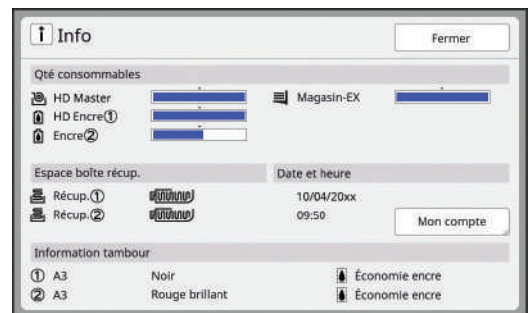 i Info
Fermer
Qté consommables
HD Master
Magasin-EX
HD Encre①
Encre②
Espace boîte récup.
Date et heure
Récup.①
10/04/20xx
Récup.②
09:50
Mon compte
Information tambour
① A3 Noir Économie encre
② A3 Rouge brillant Économie encre